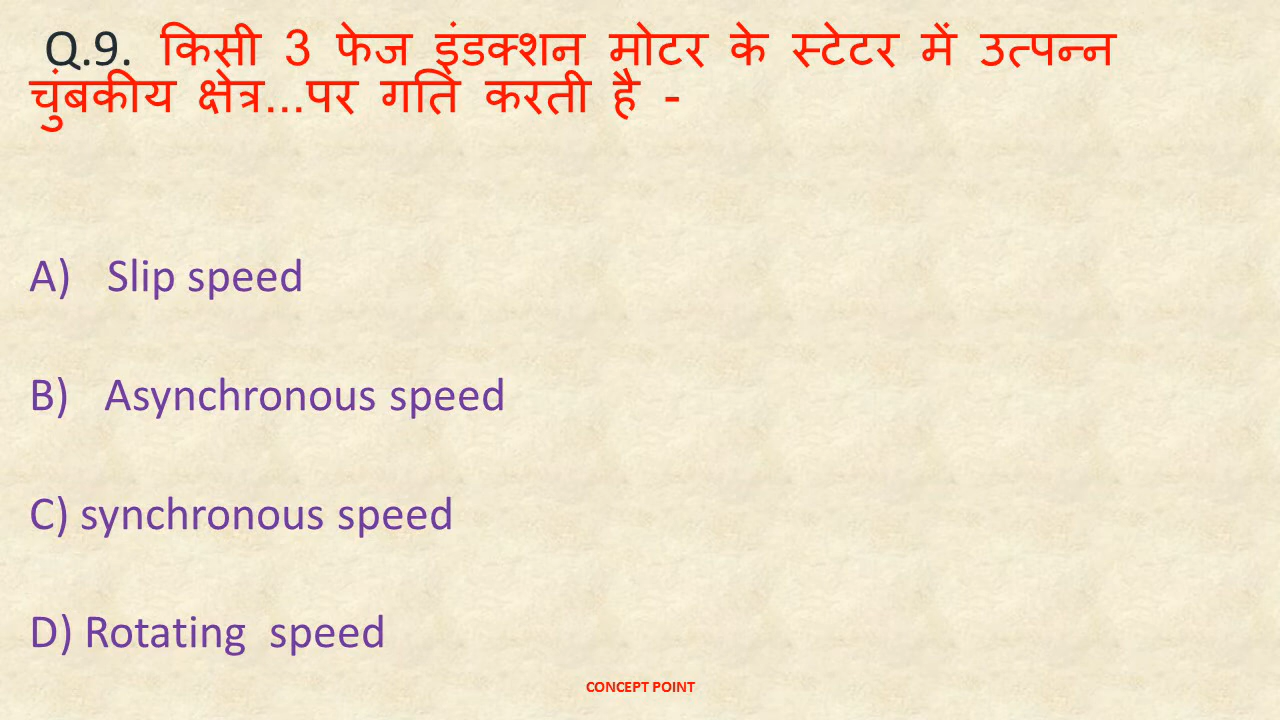 Q.9. किसी 3 फेज इंडक्शन मोटर के स्टेटर में उत्पन्न
चुंबकीय क्षेत्र...पर गति करती है -
A) Slip speed
B) Asynchronous speed
C) synchronous speed
D) Rotating speed
CONCEPT POINT